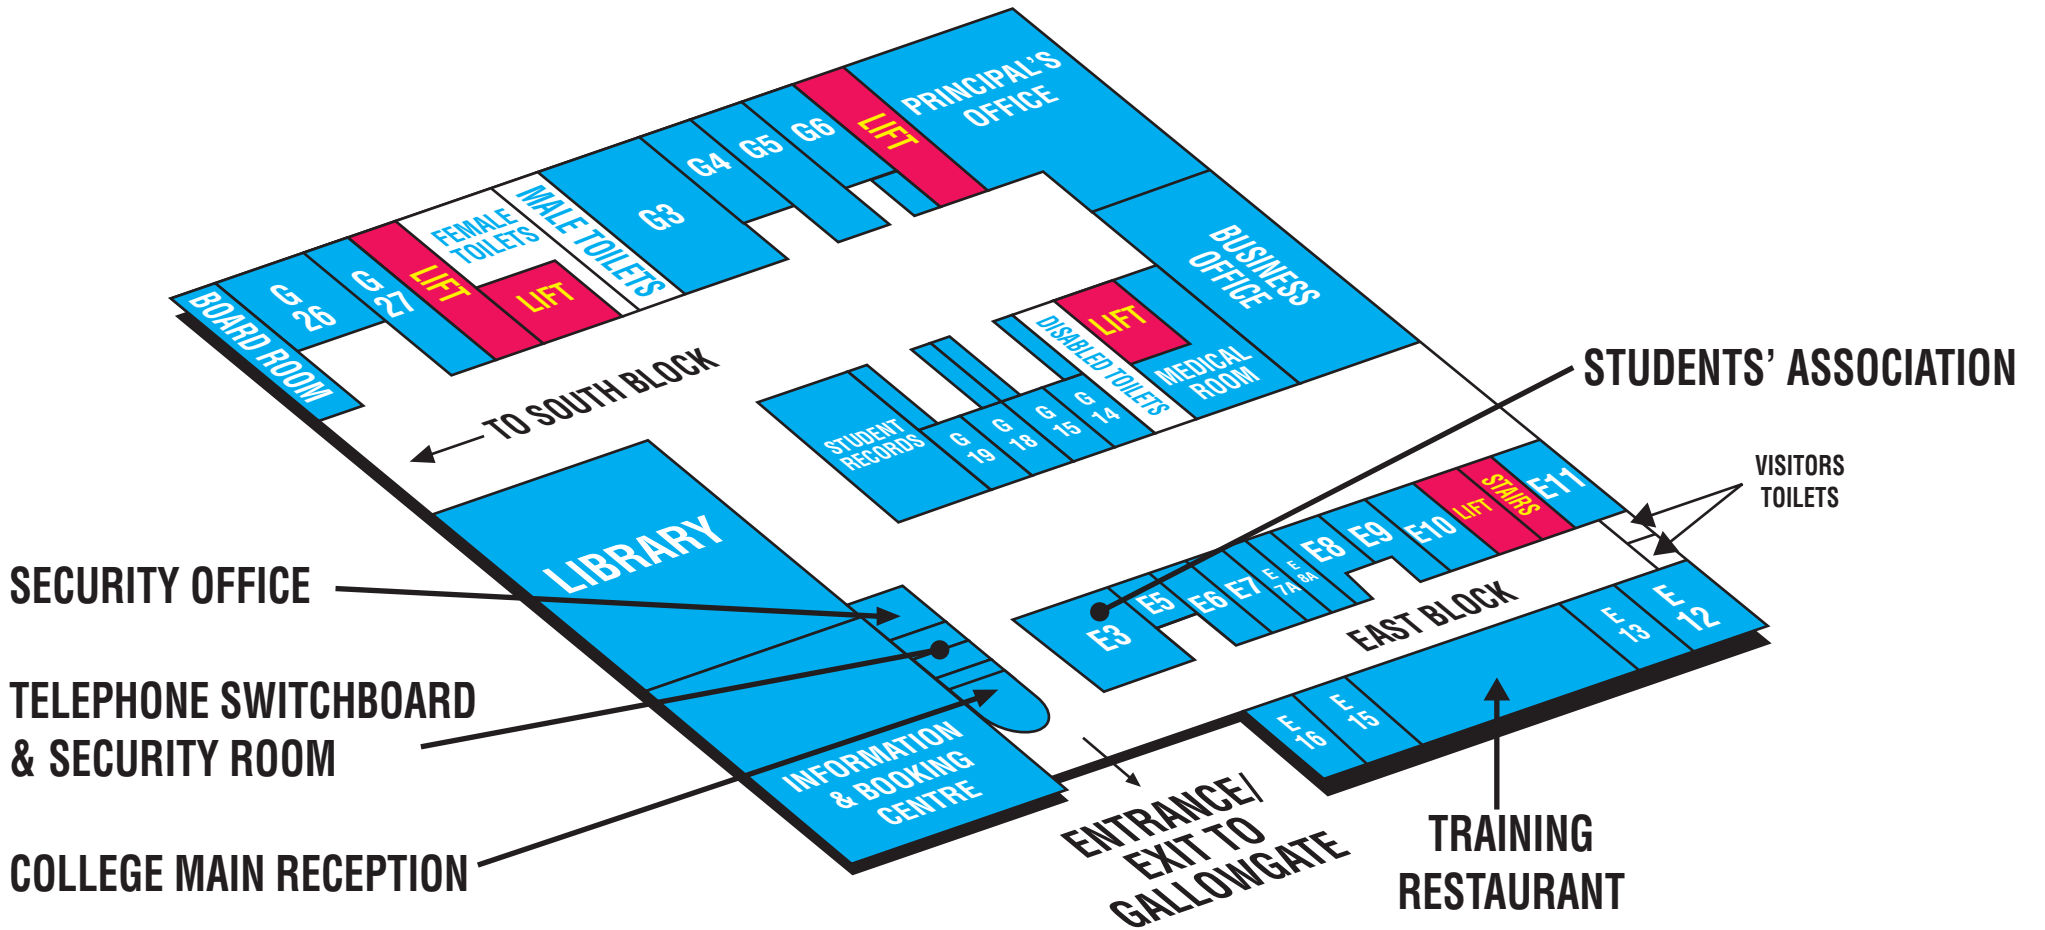 PRINCIPAL'S
OFFICE
LIFT
G6
G5
G4
G3
MALE TOILETS
FEMALE
TOILETS
LIFT
LIFT
G
27
G
26
BOARD ROOM
BUSINESS
OFFICE
LIFT
MEDICAL
ROOM
DISABLED TOILETS
G
14
G
15
G
18
G
19
STUDENT
RECORDS
TO SOUTH BLOCK
STUDENTS' ASSOCIATION
VISITORS
TOILETS
E11
STAIRS
LIFT
E10
E9
E8
E
8A
E
7A
E7
E6
E5
E3
EAST BLOCK
E
12
E
13
E
15
E
16
LIBRARY
SECURITY OFFICE
TELEPHONE SWITCHBOARD
& SECURITY ROOM
COLLEGE MAIN RECEPTION
INFORMATION
& BOOKING
CENTRE
ENTRANCE/
EXIT TO
GALLOWGATE
TRAINING
RESTAURANT